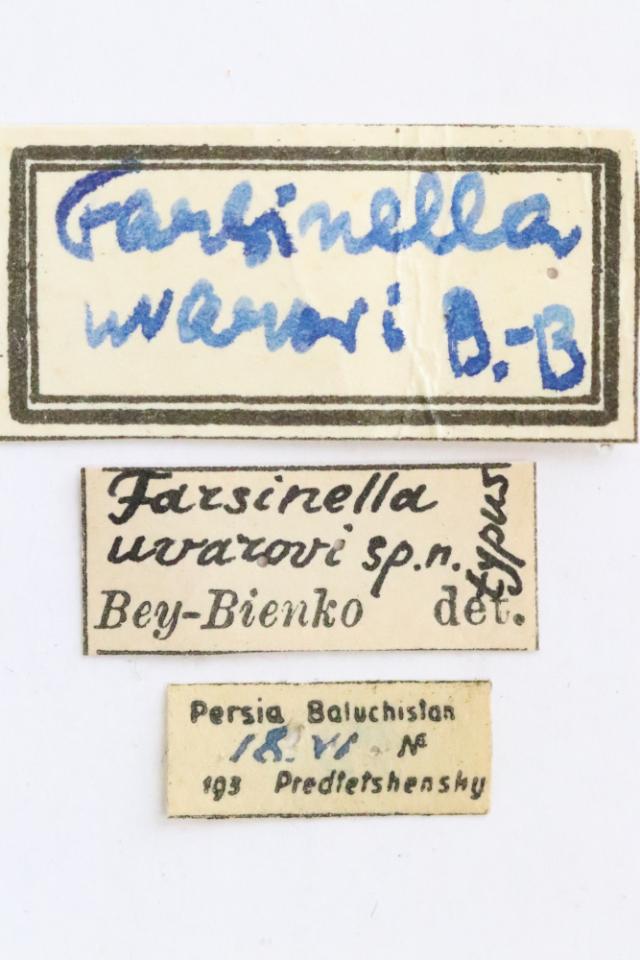 Farsinella
uvarovi B.-B
Farsinella
uvarovi sp.n.
typus
Bey-Bienko det.
Persia Baluchistan
18. VI № 
193 Predtetshensky